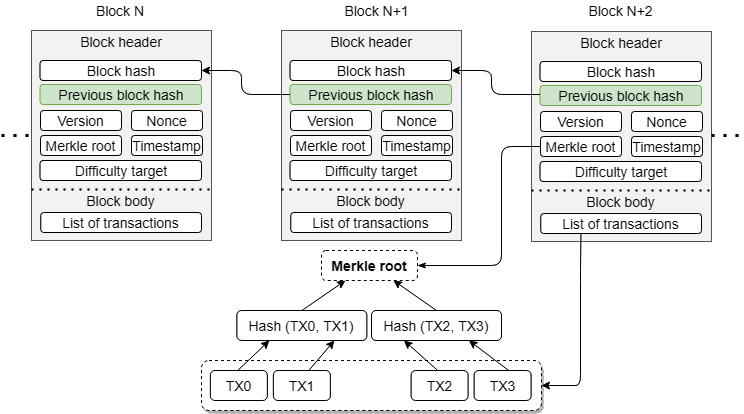 Block N
Block N+1
Block N+2
Block header
Block hash
Previous block hash
Version
Nonce
Merkle root
Timestamp
Difficulty target
Block body
List of transactions
Block header
Block hash
Previous block hash
Version
Nonce
Merkle root
Timestamp
Difficulty target
Block body
List of transactions
Block header
Block hash
Previous block hash
Version
Nonce
Merkle root
Timestamp
Difficulty target
Block body
List of transactions
Merkle root
Hash (TX0, TX1)
Hash (TX2, TX3)
TX0
TX1
TX2
TX3